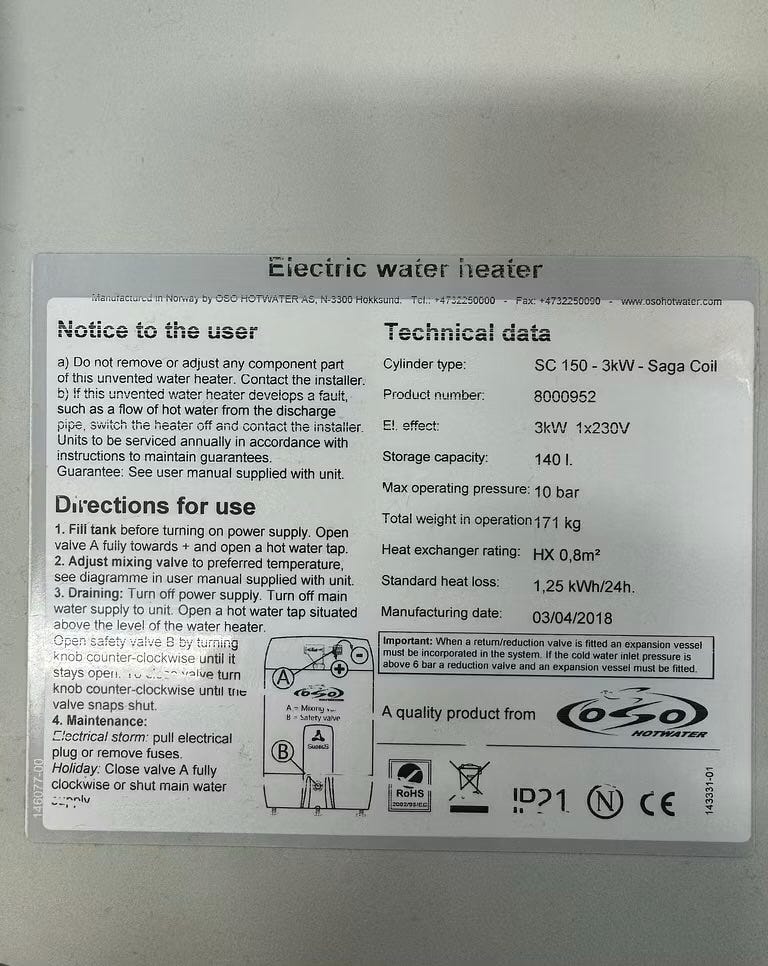 Electric water heater
Manufactured in Norway by OSO HOTWATER AS, N-3300 Hokksund. Tel.: +4732250000 - Fax: +4732250090 - www.osohotwater.com
Notice to the user
a) Do not remove or adjust any component part
of this unvented water heater. Contact the installer.
b) If this unvented water heater develops a fault,
such as a flow of hot water from the discharge
pipe, switch the heater off and contact the installer.
Units to be serviced annually in accordance with
instructions to maintain guarantees.
Guarantee: See user manual supplied with unit.
Directions for use
1. Fill tank before turning on power supply. Open
valve A fully towards + and open a hot water tap.
2. Adjust mixing valve to preferred temperature,
see diagramme in user manual supplied with unit.
3. Draining: Turn off power supply. Turn off main
water supply to unit. Open a hot water tap situated
above the level of the water heater.
Open safety valve B by turning
knob counter-clockwise until it
stays open. To close valve turn
knob counter-clockwise until the
valve snaps shut.
4. Maintenance:
Electrical storm: pull electrical
plug or remove fuses.
Holiday: Close valve A fully
clockwise or shut main water
supply
146077-00
A
- +
OSO
A = Mixing
B = Safety valve
B
Technical data
Cylinder type: SC 150 - 3kW - Saga Coil
Product number: 8000952
El. effect: 3kW 1x230V
Storage capacity: 140 l.
Max operating pressure: 10 bar
Total weight in operation 171 kg
Heat exchanger rating: HX 0,8m²
Standard heat loss: 1,25 kWh/24h.
Manufacturing date: 03/04/2018
Important: When a return/reduction valve is fitted an expansion vessel
must be incorporated in the system. If the cold water inlet pressure is
above 6 bar a reduction valve and an expansion vessel must be fitted.
A quality product from OSO
HOTWATER
RoHS
2002/95/EC
IP21 N CE
143331-01